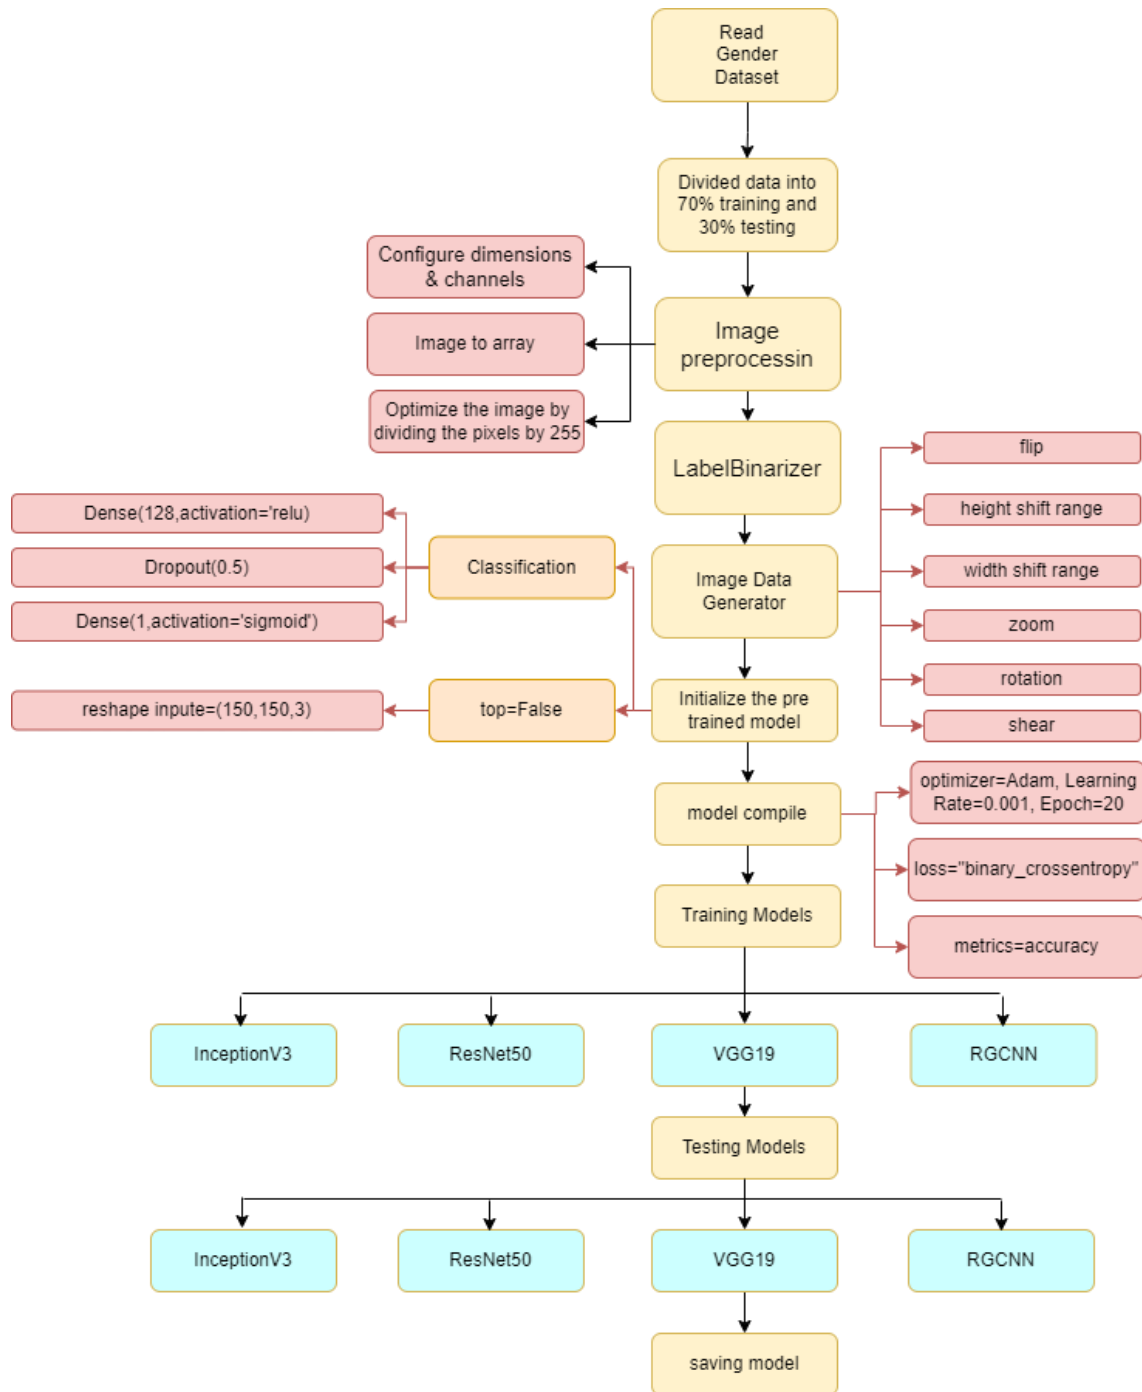 Read
Gender
Dataset
Divided data into
70% training and
30% testing
Configure dimensions
& channels
Image to array
Optimize the image by
dividing the pixels by 255
Image
preprocessin
LabelBinarizer
flip
height shift range
width shift range
zoom
rotation
shear
Image Data
Generator
Classification
Dense(128,activation='relu)
Dropout(0.5)
Dense(1,activation='sigmoid')
Initialize the pre
trained model
top=False
reshape inpute=(150,150,3)
model compile
optimizer=Adam, Learning
Rate=0.001, Epoch=20
loss="binary_crossentropy"
metrics=accuracy
Training Models
InceptionV3
ResNet50
VGG19
RGCNN
Testing Models
InceptionV3
ResNet50
VGG19
RGCNN
saving model